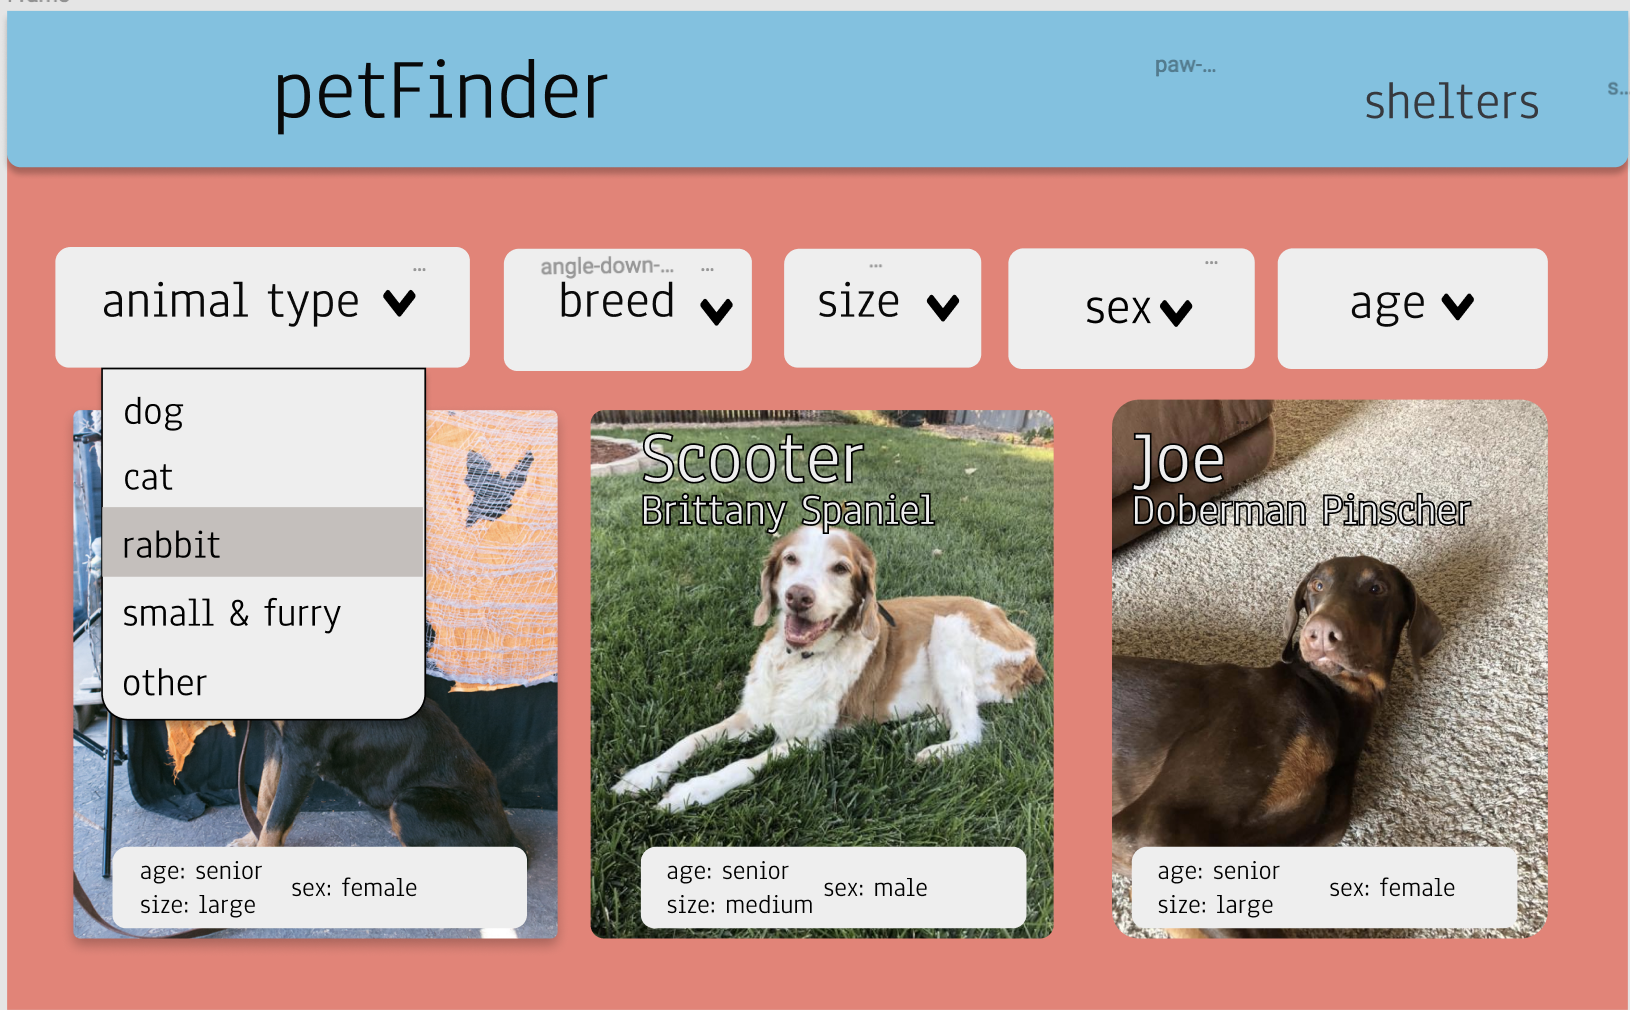 petFinder
paw-...
shelters
s...
animal type
...
angle-down-...
...
breed
...
size
...
sex
age
dog
cat
rabbit
small & furry
other
Scooter
Brittany Spaniel
Joe
Doberman Pinscher
age: senior
size: large
sex: female
age: senior
size: medium
sex: male
age: senior
size: large
sex: female